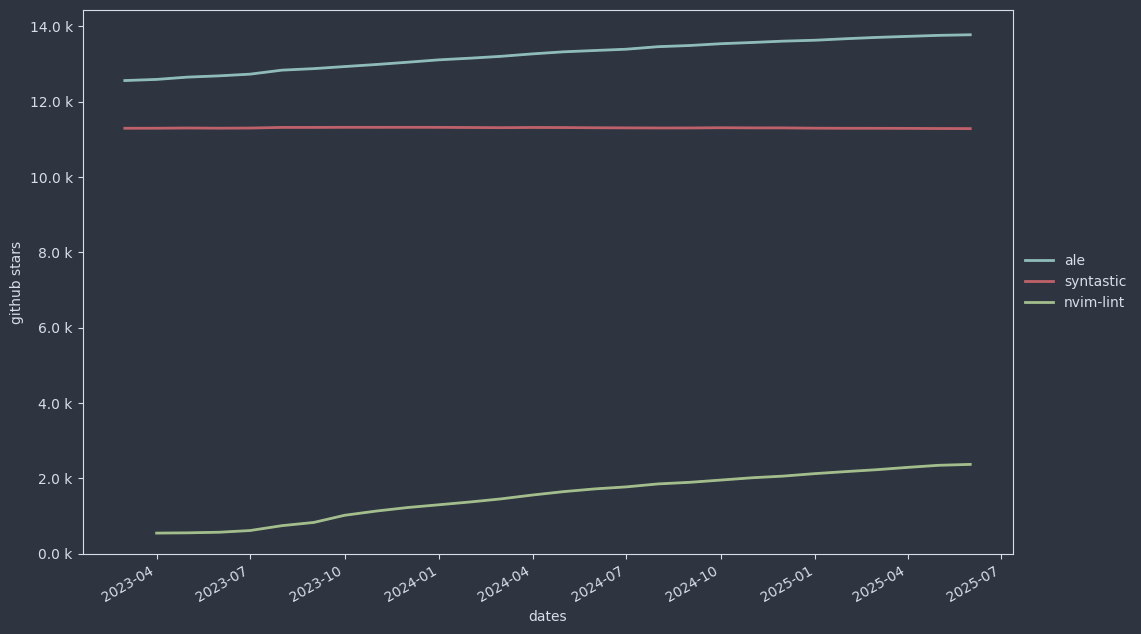 14.0 k
12.0 k
10.0 k
8.0 k
6.0 k
4.0 k
2.0 k
0.0 k
github stars
2023-04
2023-07
2023-10
2024-01
2024-04
2024-07
2024-10
2025-01
2025-04
2025-07
dates
ale
syntastic
nvim-lint